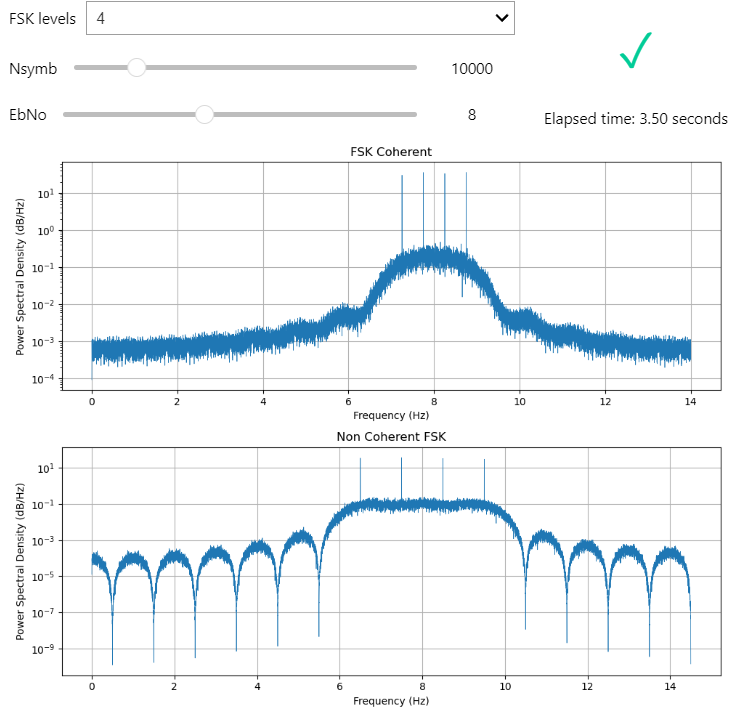 FSK levels 4
Nsymb 10000
EbNo 8
Elapsed time: 3.50 seconds
FSK Coherent
Power Spectral Density (dB/Hz)
10¹
10⁰
10⁻¹
10⁻²
10⁻³
10⁻⁴
0 2 4 6 8 10 12 14
Frequency (Hz)
Non Coherent FSK
Power Spectral Density (dB/Hz)
10¹
10⁻¹
10⁻³
10⁻⁵
10⁻⁷
10⁻⁹
0 2 4 6 8 10 12 14
Frequency (Hz)